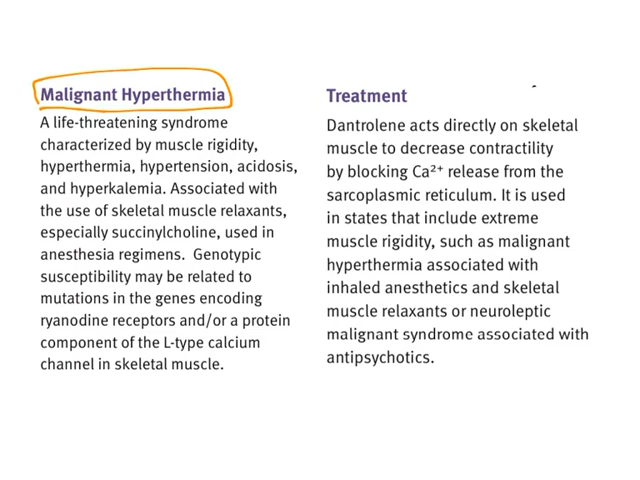 Malignant Hyperthermia
A life-threatening syndrome
characterized by muscle rigidity,
hyperthermia, hypertension, acidosis,
and hyperkalemia. Associated with
the use of skeletal muscle relaxants,
especially succinylcholine, used in
anesthesia regimens.  Genotypic
susceptibility may be related to
mutations in the genes encoding
ryanodine receptors and/or a protein
component of the L-type calcium
channel in skeletal muscle.
Treatment
Dantrolene acts directly on skeletal
muscle to decrease contractility
by blocking Ca²⁺ release from the
sarcoplasmic reticulum. It is used
in states that include extreme
muscle rigidity, such as malignant
hyperthermia associated with
inhaled anesthetics and skeletal
muscle relaxants or neuroleptic
malignant syndrome associated with
antipsychotics.